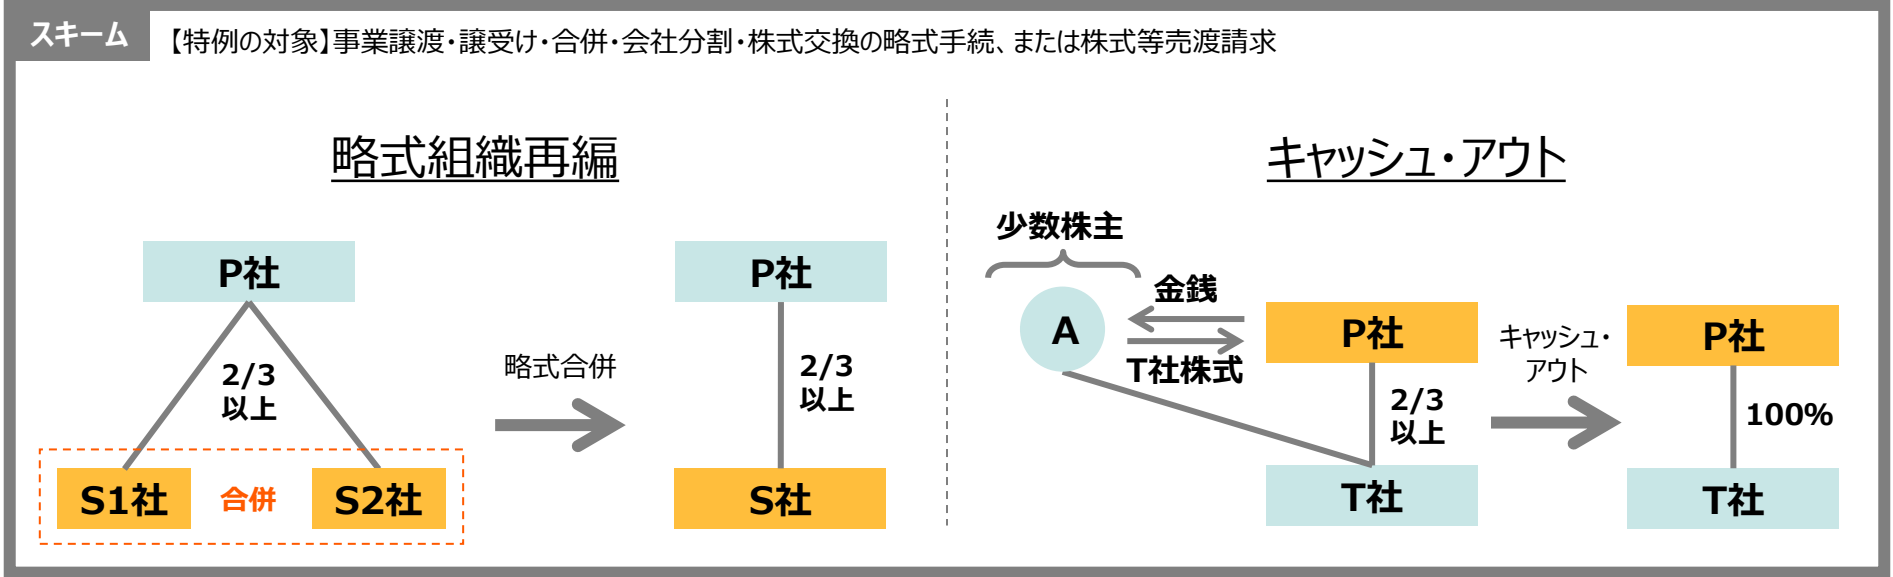 スキーム
【特例の対象】事業譲渡・譲受け・合併・会社分割・株式交換の略式手続、または株式等売渡請求
略式組織再編
P社
2/3
以上
S1社
合併
S2社
略式合併
P社
2/3
以上
S社
キャッシュ・アウト
少数株主
A
金銭
T社株式
P社
2/3
以上
T社
キャッシュ・
アウト
P社
100%
T社